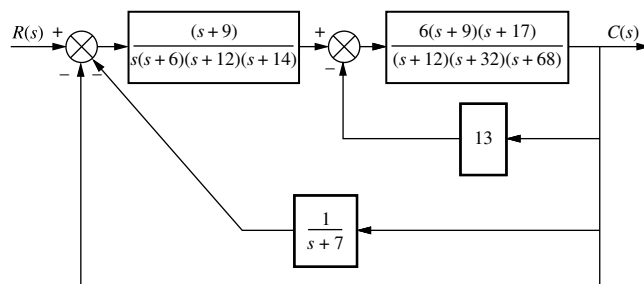 R(s) + − −
(s + 9)
s(s + 6)(s + 12)(s + 14)
+ −
6(s + 9)(s + 17)
(s + 12)(s + 32)(s + 68)
C(s)
13
1
s + 7